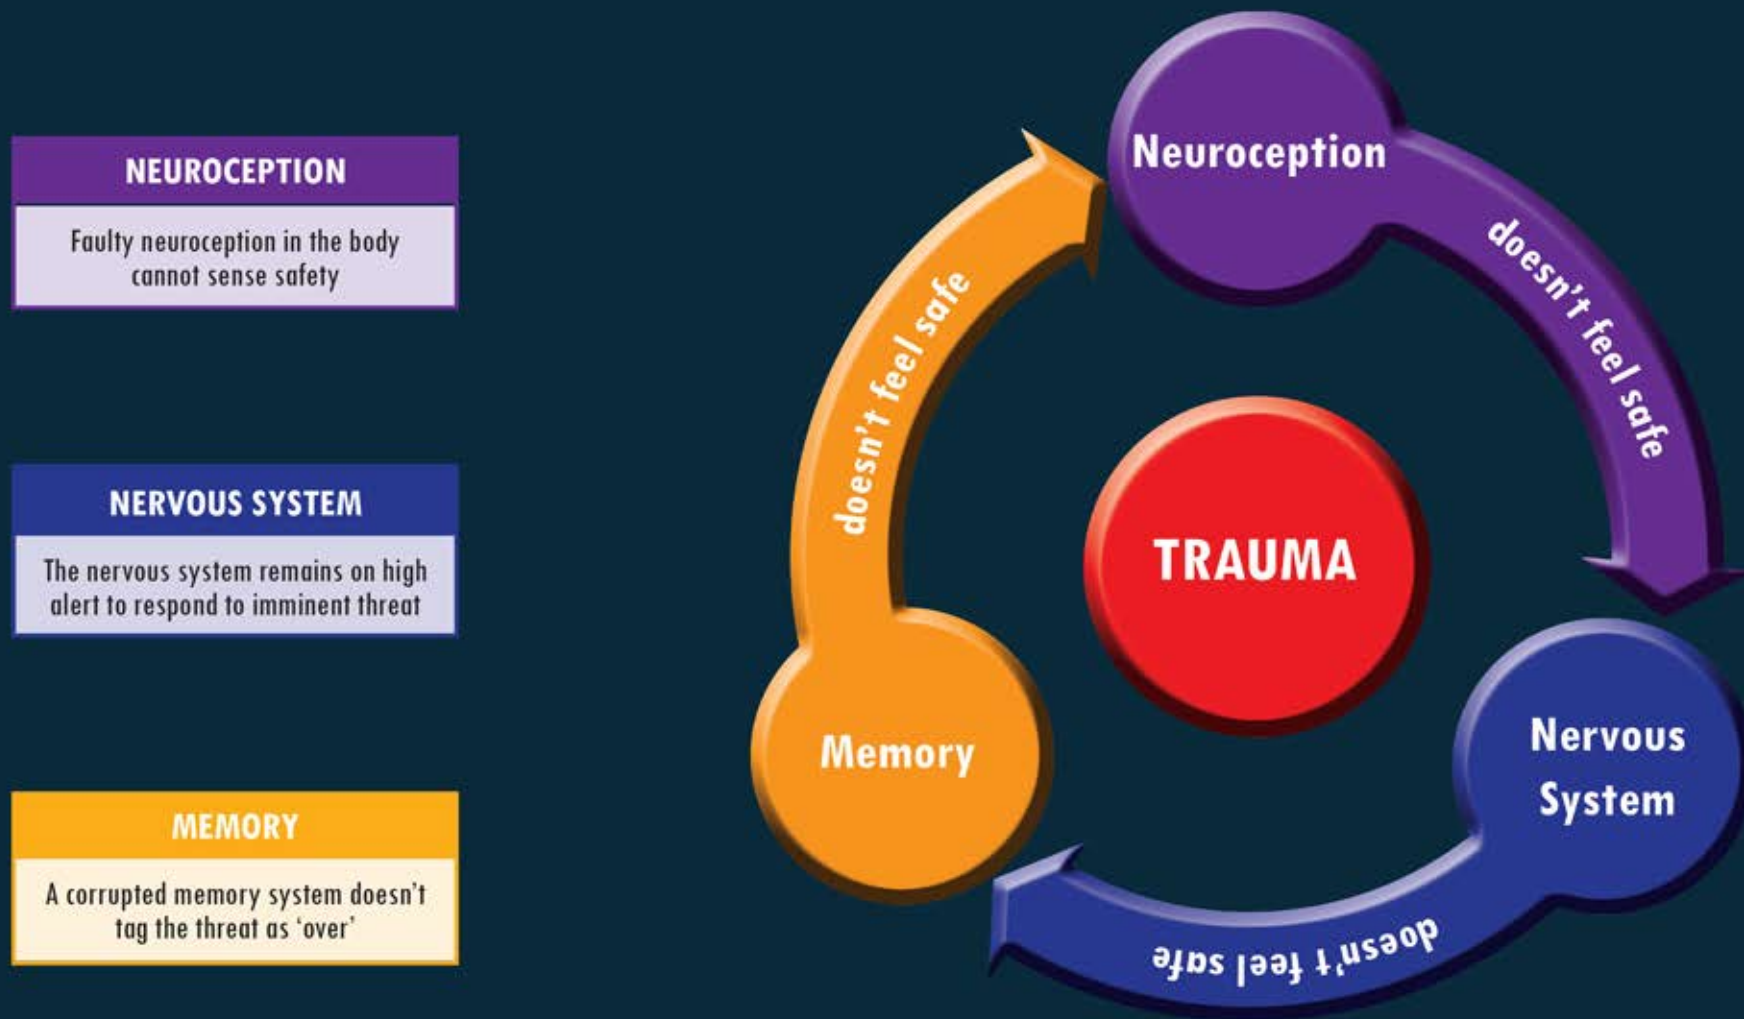 NEUROCEPTION
Faulty neuroception in the body
cannot sense safety
NERVOUS SYSTEM
The nervous system remains on high
alert to respond to imminent threat
MEMORY
A corrupted memory system doesn't
tag the threat as ‘over’
Neuroception
doesn't feel safe
Nervous
System
doesn't feel safe
Memory
doesn't feel safe
TRAUMA